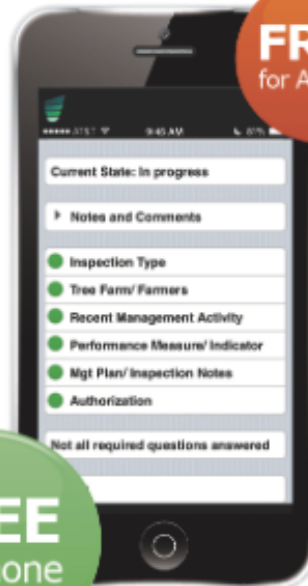 FR
for A
AT&T
9:45 AM
81%
Current State: In progress
Notes and Comments
Inspection Type
Tree Farm/ Farmers
Recent Management Activity
Performance Measure/ Indicator
Mgt Plan/ Inspection Notes
Authorization
Not all required questions answered
EE
one